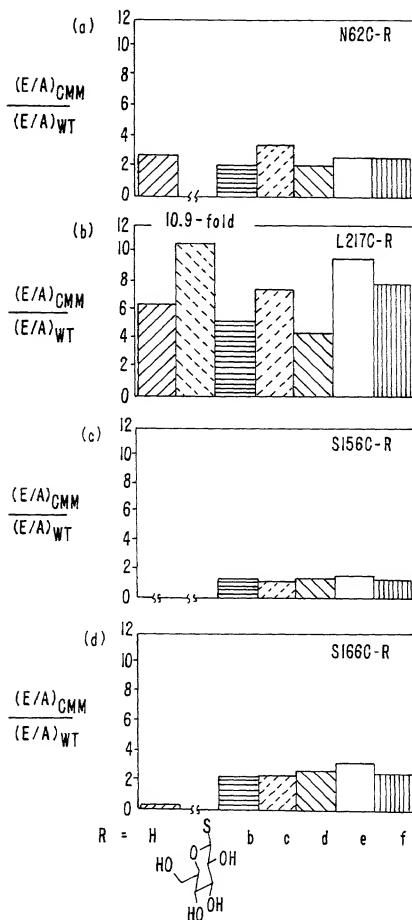 (a)
12
10
8
6
4
2
0
(E/A)CMM
(E/A)WT
N62C-R
(b)
12
10
8
6
4
2
0
(E/A)CMM
(E/A)WT
10.9-fold
L217C-R
(c)
12
10
8
6
4
2
0
(E/A)CMM
(E/A)WT
S156C-R
(d)
12
10
8
6
4
2
0
(E/A)CMM
(E/A)WT
S166C-R
R = H S b c d e f
O OH
HO
HO OH